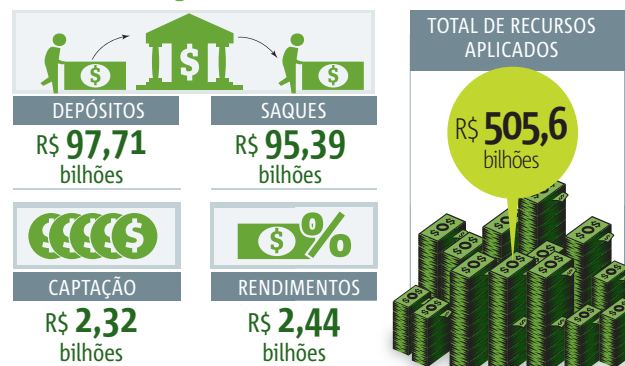 DEPÓSITOS
R$ 97,71
bilhões
SAQUES
R$ 95,39
bilhões
CAPTAÇÃO
R$ 2,32
bilhões
RENDIMENTOS
R$ 2,44
bilhões
TOTAL DE RECURSOS
APLICADOS
R$ 505,6
bilhões